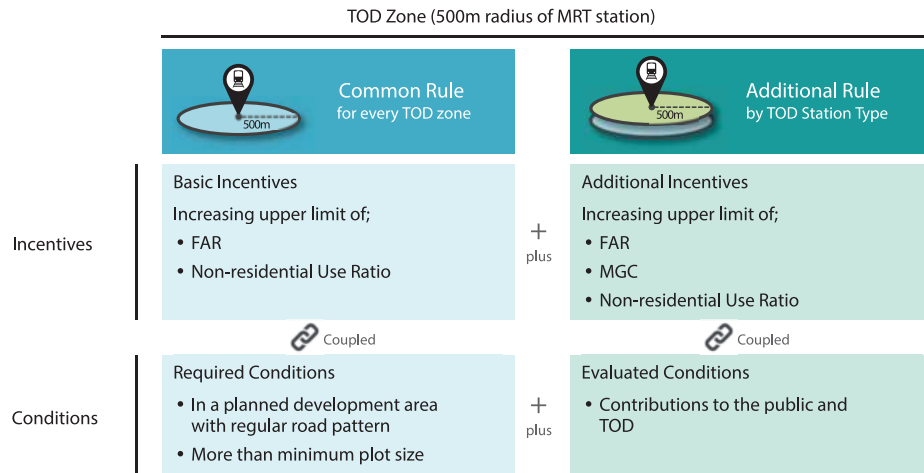 TOD Zone (500m radius of MRT station)
500m
Common Rule
for every TOD zone
500m
Additional Rule
by TOD Station Type
Incentives
Basic Incentives
Increasing upper limit of;
• FAR
• Non-residential Use Ratio
+
plus
Additional Incentives
Increasing upper limit of;
• FAR
• MGC
• Non-residential Use Ratio
Coupled
Coupled
Conditions
Required Conditions
• In a planned development area
with regular road pattern
• More than minimum plot size
+
plus
Evaluated Conditions
• Contributions to the public and
TOD